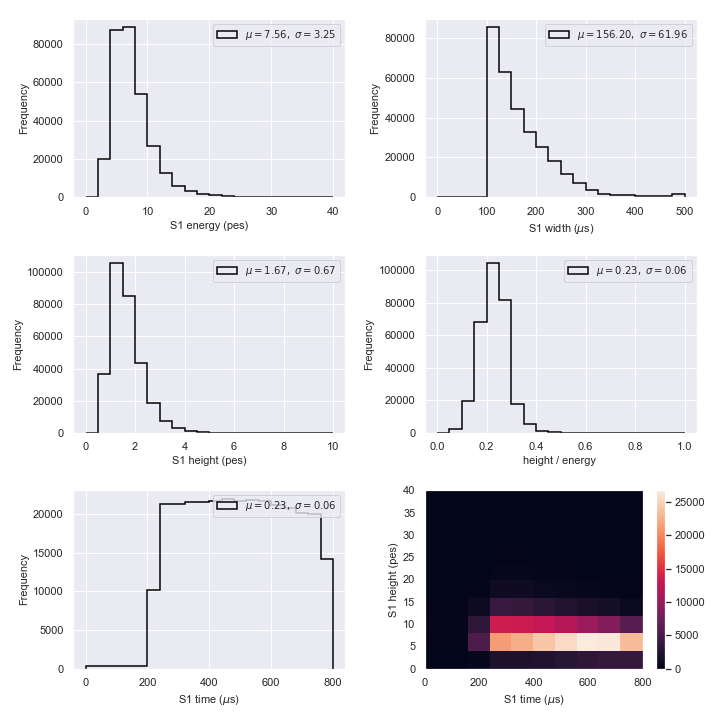 μ = 7.56, σ = 3.25
80000
60000
40000
20000
0
Frequency
0 10 20 30 40
S1 energy (pes)
μ = 156.20, σ = 61.96
80000
60000
40000
20000
0
Frequency
0 100 200 300 400 500
S1 width (μs)
μ = 1.67, σ = 0.67
100000
80000
60000
40000
20000
0
Frequency
0 2 4 6 8 10
S1 height (pes)
μ = 0.23, σ = 0.06
100000
80000
60000
40000
20000
0
Frequency
0.0 0.2 0.4 0.6 0.8 1.0
height / energy
μ = 0.23, σ = 0.06
20000
15000
10000
5000
0
Frequency
0 200 400 600 800
S1 time (μs)
40
35
30
25
20
15
10
5
0
S1 height (pes)
0 200 400 600 800
S1 time (μs)
25000
20000
15000
10000
5000
0